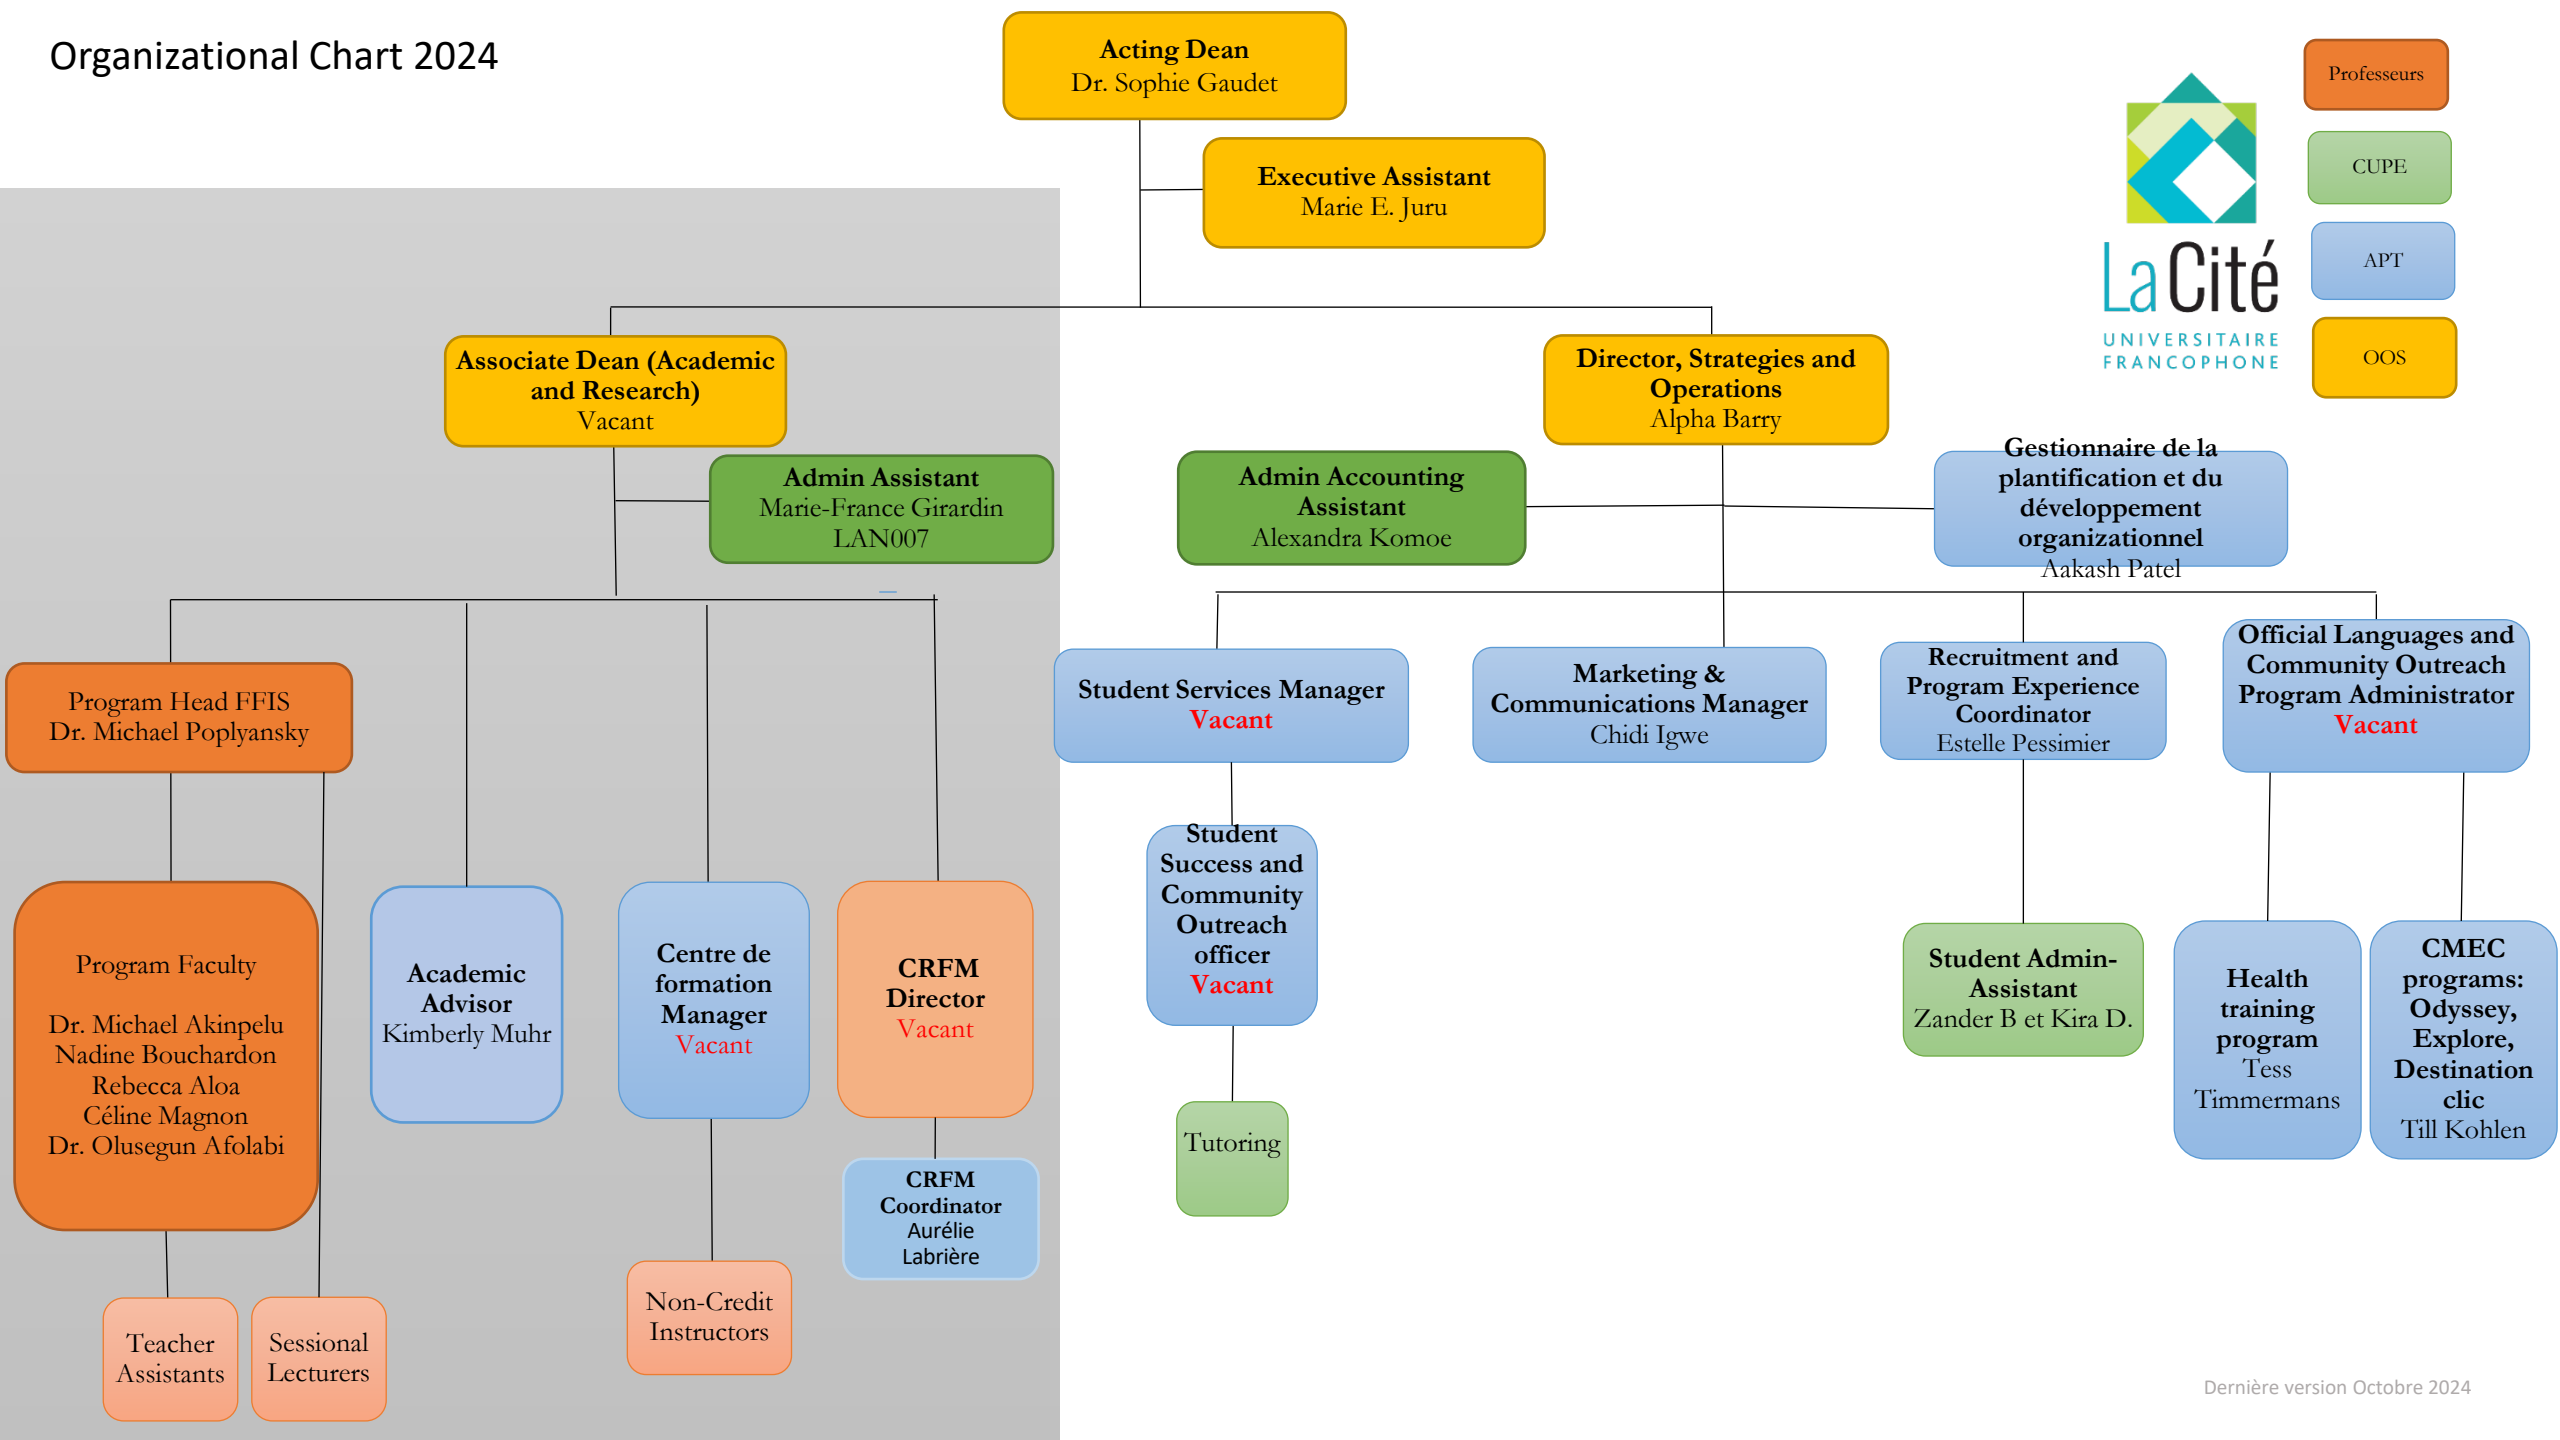 Organizational Chart 2024
Acting Dean
Dr. Sophie Gaudet
Executive Assistant
Marie E. Juru
LaCité
UNIVERSITAIRE
FRANCOPHONE
Professeurs
CUPE
APT
OOS
Associate Dean (Academic
and Research)
Vacant
Director, Strategies and
Operations
Alpha Barry
Admin Assistant
Marie-France Girardin
LAN007
Admin Accounting
Assistant
Alexandra Komoe
Gestionnaire de la
plantification et du
développement
organizationnel
Aakash Patel
Program Head FFIS
Dr. Michael Poplyansky
Student Services Manager
Vacant
Marketing &
Communications Manager
Chidi Igwe
Recruitment and
Program Experience
Coordinator
Estelle Pessimier
Official Languages and
Community Outreach
Program Administrator
Vacant
Program Faculty
Dr. Michael Akinpelu
Nadine Bouchardon
Rebecca Aloa
Céline Magnon
Dr. Olusegun Afolabi
Academic
Advisor
Kimberly Muhr
Centre de
formation
Manager
Vacant
CRFM
Director
Vacant
Student
Success and
Community
Outreach
officer
Vacant
Student Admin-
Assistant
Zander B et Kira D.
Health
training
program
Tess
Timmermans
CMEC
programs:
Odyssey,
Explore,
Destination
clic
Till Kohlen
Tutoring
CRFM
Coordinator
Aurélie
Labrière
Teacher
Assistants
Sessional
Lecturers
Non-Credit
Instructors
Dernière version Octobre 2024